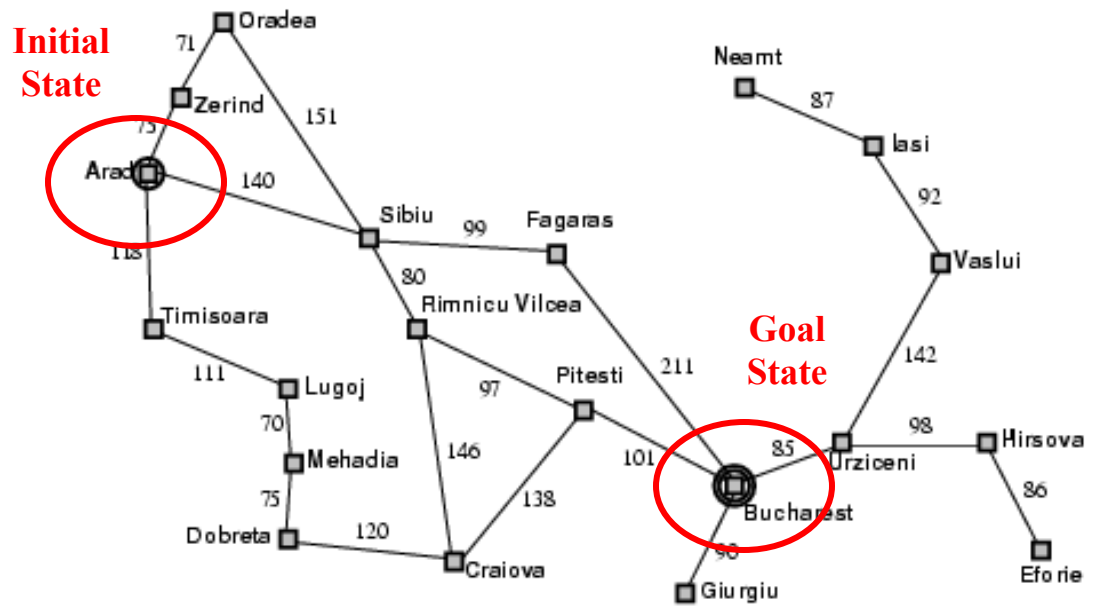 Oradea
Neamt
Initial
State
71
87
Zerind
Iasi
151
75
Arad
140
92
Sibiu
Fagaras
99
Vaslui
118
80
Rimnicu Vilcea
Timisoara
Goal
State
142
211
111
Lugoj
Pitesti
97
70
98
Hirsova
146
85
Mehadia
101
Urziceni
86
75
138
Bucharest
Dobreta
120
90
Craiova
Eforie
Giurgiu